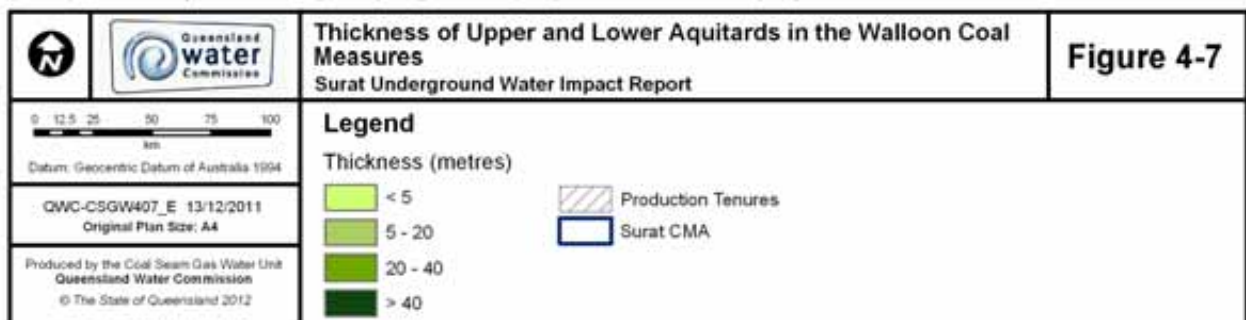 N
Queensland
water
Commission
Thickness of Upper and Lower Aquitards in the Walloon Coal
Measures
Surat Underground Water Impact Report
Figure 4-7
0 12.5 25 50 75 100
km
Datum: Geocentric Datum of Australia 1994
QWC-CSGW407_E 13/12/2011
Original Plan Size: A4
Produced by the Coal Seam Gas Water Unit
Queensland Water Commission
© The State of Queensland 2012
Legend
Thickness (metres)
< 5
5 - 20
20 - 40
> 40
Production Tenures
Surat CMA